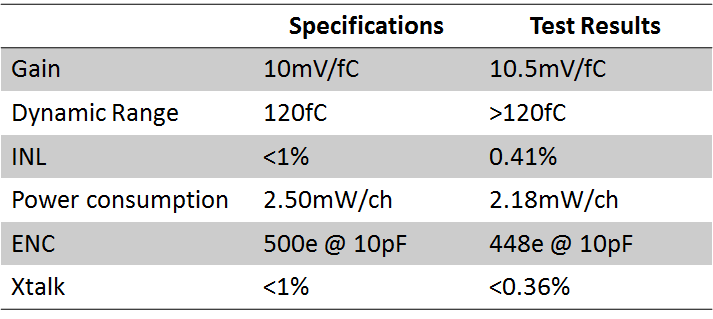 Specifications Test Results
Gain 10mV/fC 10.5mV/fC
Dynamic Range 120fC >120fC
INL <1% 0.41%
Power consumption 2.50mW/ch 2.18mW/ch
ENC 500e @ 10pF 448e @ 10pF
Xtalk <1% <0.36%